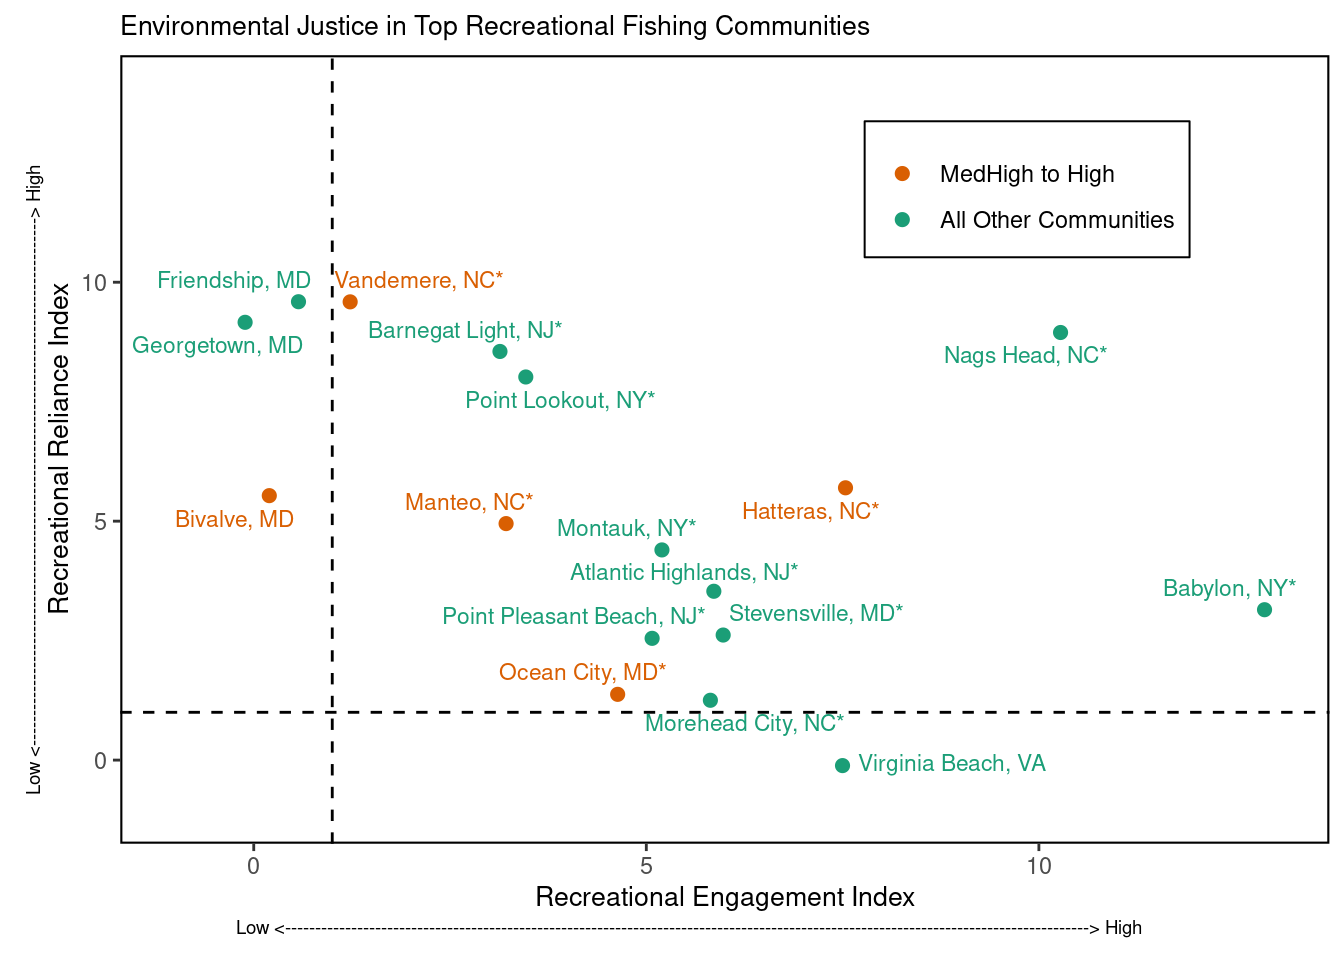 Environmental Justice in Top Recreational Fishing Communities
MedHigh to High
All Other Communities
Friendship, MD
Vandemere, NC*
Georgetown, MD
Barnegat Light, NJ*
Nags Head, NC*
Point Lookout, NY*
Bivalve, MD
Manteo, NC*
Hatteras, NC*
Montauk, NY*
Atlantic Highlands, NJ*
Babylon, NY*
Point Pleasant Beach, NJ*
Stevensville, MD*
Ocean City, MD*
Morehead City, NC*
Virginia Beach, VA
10
5
0
Recreational Reliance Index
Low <----------------------------------------------------------------------------------------> High
0
5
10
Recreational Engagement Index
Low <--------------------------------------------------------------------------------------------------------------------------------------> High